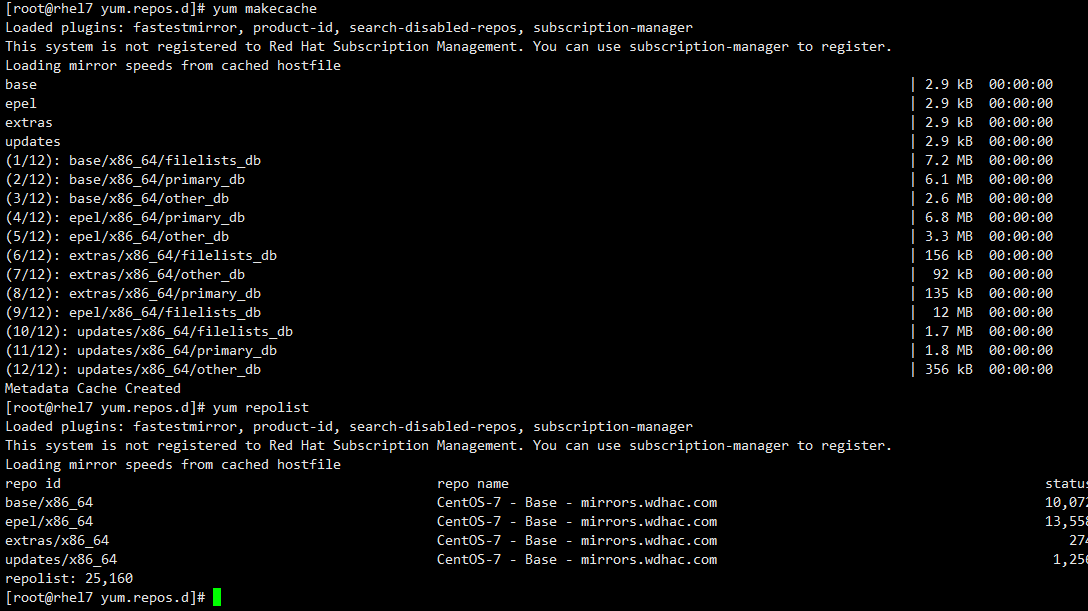 [root@rhel7 yum.repos.d]# yum makecache
Loaded plugins: fastestmirror, product-id, search-disabled-repos, subscription-manager
This system is not registered to Red Hat Subscription Management. You can use subscription-manager to register.
Loading mirror speeds from cached hostfile
base | 2.9 kB 00:00:00
epel | 2.9 kB 00:00:00
extras | 2.9 kB 00:00:00
updates | 2.9 kB 00:00:00
(1/12): base/x86_64/filelists_db | 7.2 MB 00:00:00
(2/12): base/x86_64/primary_db | 6.1 MB 00:00:00
(3/12): base/x86_64/other_db | 2.6 MB 00:00:00
(4/12): epel/x86_64/primary_db | 6.8 MB 00:00:00
(5/12): epel/x86_64/other_db | 3.3 MB 00:00:00
(6/12): extras/x86_64/filelists_db | 156 kB 00:00:00
(7/12): extras/x86_64/other_db | 92 kB 00:00:00
(8/12): extras/x86_64/primary_db | 135 kB 00:00:00
(9/12): epel/x86_64/filelists_db | 12 MB 00:00:00
(10/12): updates/x86_64/filelists_db | 1.7 MB 00:00:00
(11/12): updates/x86_64/primary_db | 1.8 MB 00:00:00
(12/12): updates/x86_64/other_db | 356 kB 00:00:00
Metadata Cache Created
[root@rhel7 yum.repos.d]# yum repolist
Loaded plugins: fastestmirror, product-id, search-disabled-repos, subscription-manager
This system is not registered to Red Hat Subscription Management. You can use subscription-manager to register.
Loading mirror speeds from cached hostfile
repo id repo name status
base/x86_64 CentOS-7 - Base - mirrors.wdhac.com 10,072
epel/x86_64 CentOS-7 - Base - mirrors.wdhac.com 13,558
extras/x86_64 CentOS-7 - Base - mirrors.wdhac.com 274
updates/x86_64 CentOS-7 - Base - mirrors.wdhac.com 1,256
repolist: 25,160
[root@rhel7 yum.repos.d]#